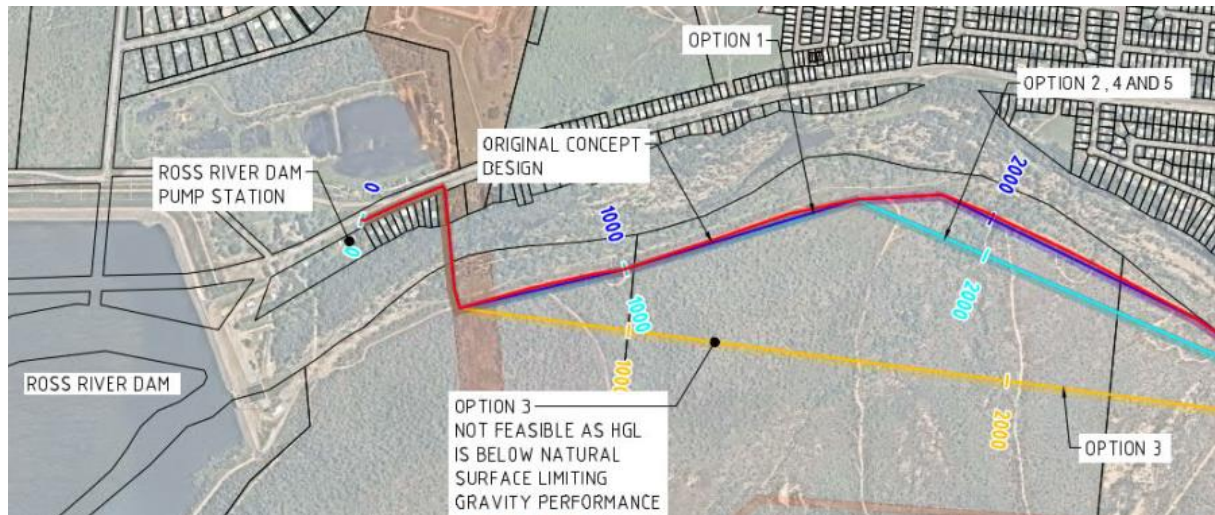 OPTION 1
OPTION 2 , 4 AND 5
ORIGINAL CONCEPT
DESIGN
ROSS RIVER DAM
PUMP STATION
0
0
1000
1000
1000
2000
2000
2000
ROSS RIVER DAM
OPTION 3
NOT FEASIBLE AS HGL
IS BELOW NATURAL
SURFACE LIMITING
GRAVITY PERFORMANCE
OPTION 3